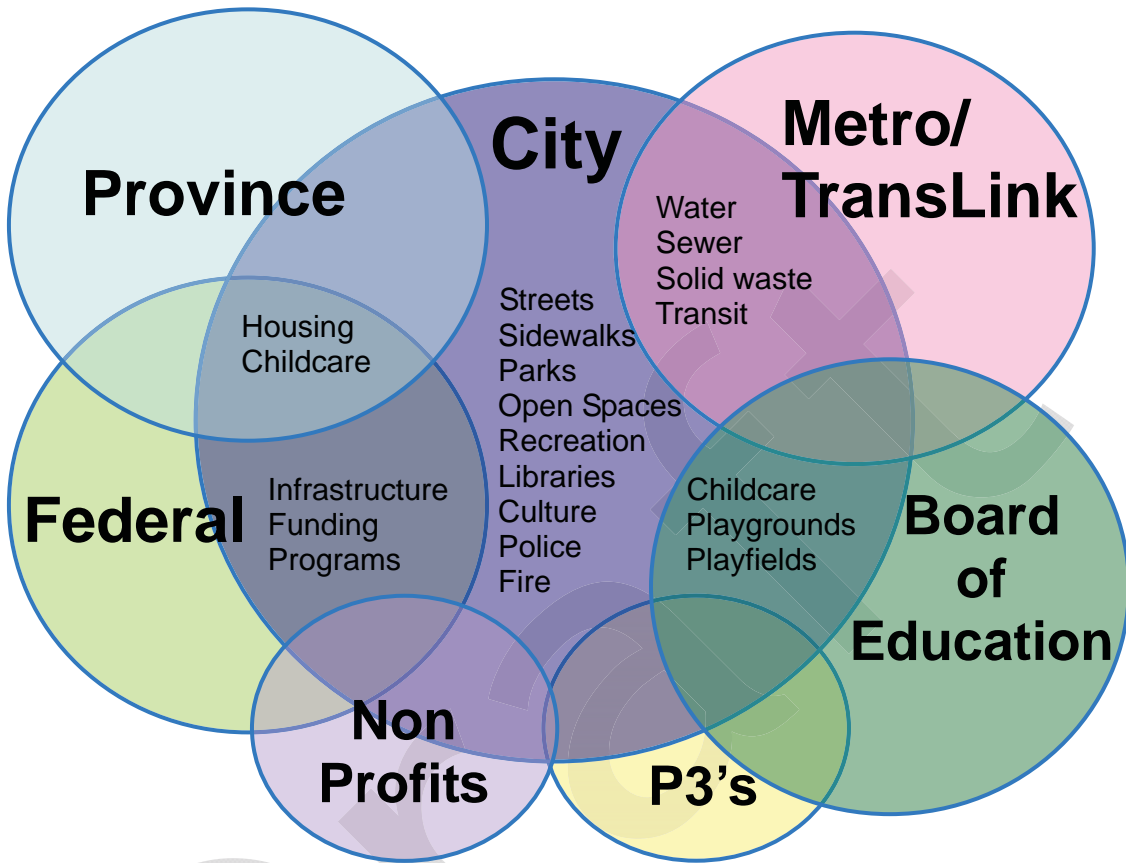 City
Province
Metro/
TransLink
Water
Sewer
Solid waste
Transit
Housing
Childcare
Streets
Sidewalks
Parks
Open Spaces
Recreation
Libraries
Culture
Police
Fire
Federal
Infrastructure
Funding
Programs
Childcare
Playgrounds
Playfields
Board
of
Education
Non
Profits
P3's